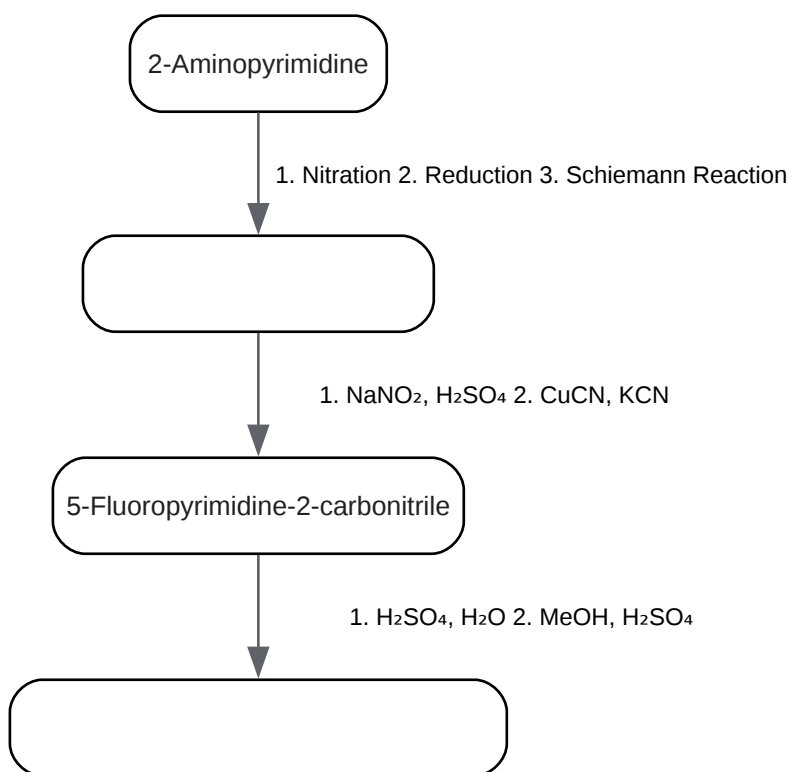 2-Aminopyrimidine
1. Nitration 2. Reduction 3. Schiemann Reaction
1. NaNO₂, H₂SO₄ 2. CuCN, KCN
5-Fluoropyrimidine-2-carbonitrile
1. H₂SO₄, H₂O 2. MeOH, H₂SO₄